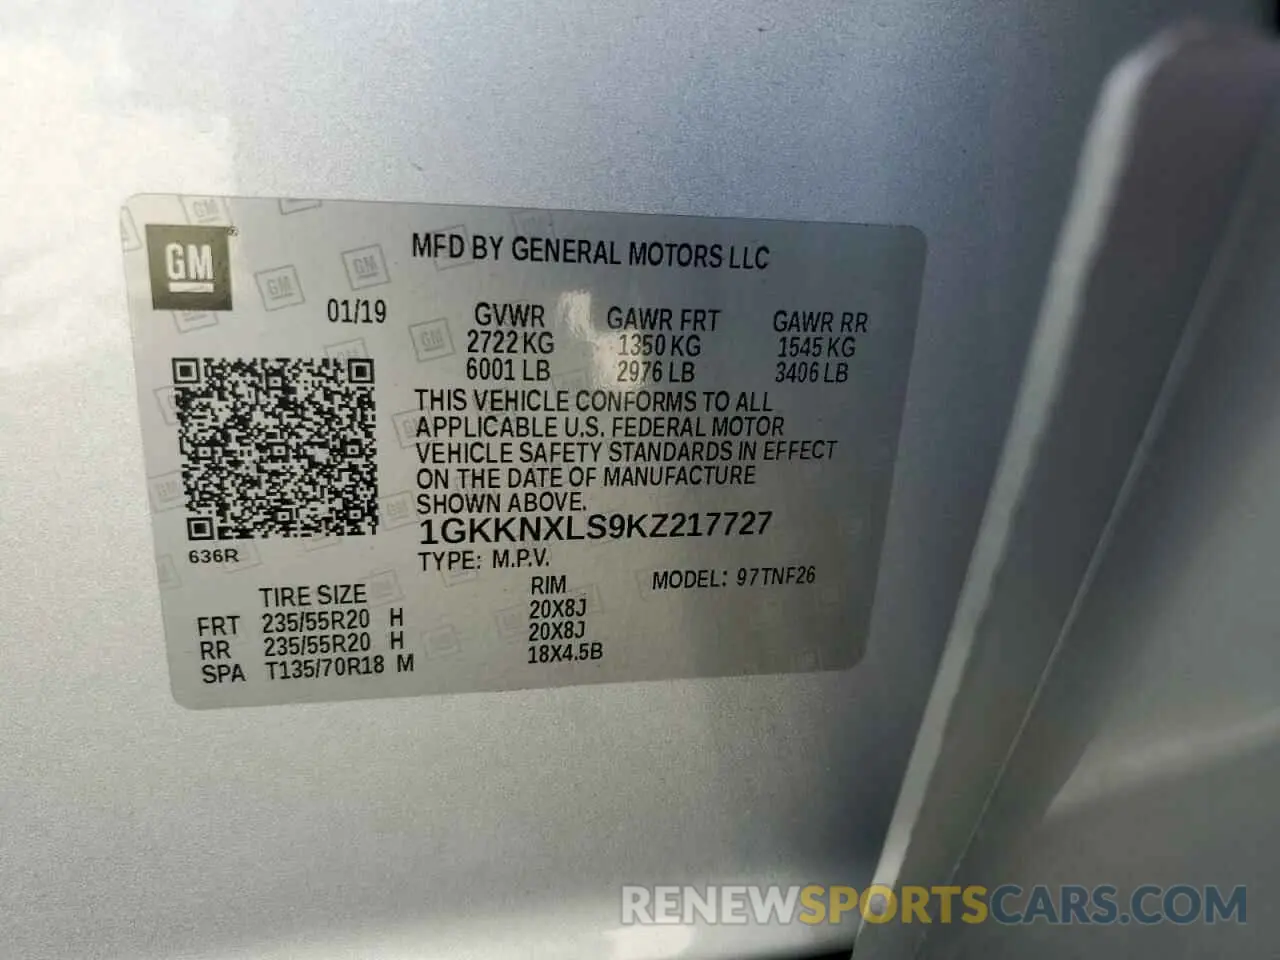 GM
MFD BY GENERAL MOTORS LLC
01/19
GVWR GAWR FRT GAWR RR
2722 KG 1350 KG 1545 KG
6001 LB 2976 LB 3406 LB
THIS VEHICLE CONFORMS TO ALL
APPLICABLE U.S. FEDERAL MOTOR
VEHICLE SAFETY STANDARDS IN EFFECT
ON THE DATE OF MANUFACTURE
SHOWN ABOVE.
1GKKNXLS9KZ217727
636R
TYPE: M.P.V.
MODEL: 97TNF26
TIRE SIZE RIM
FRT 235/55R20 H 20X8J
RR 235/55R20 H 20X8J
SPA T135/70R18 M 18X4.5B
RENEWSPORTSCARS.COM